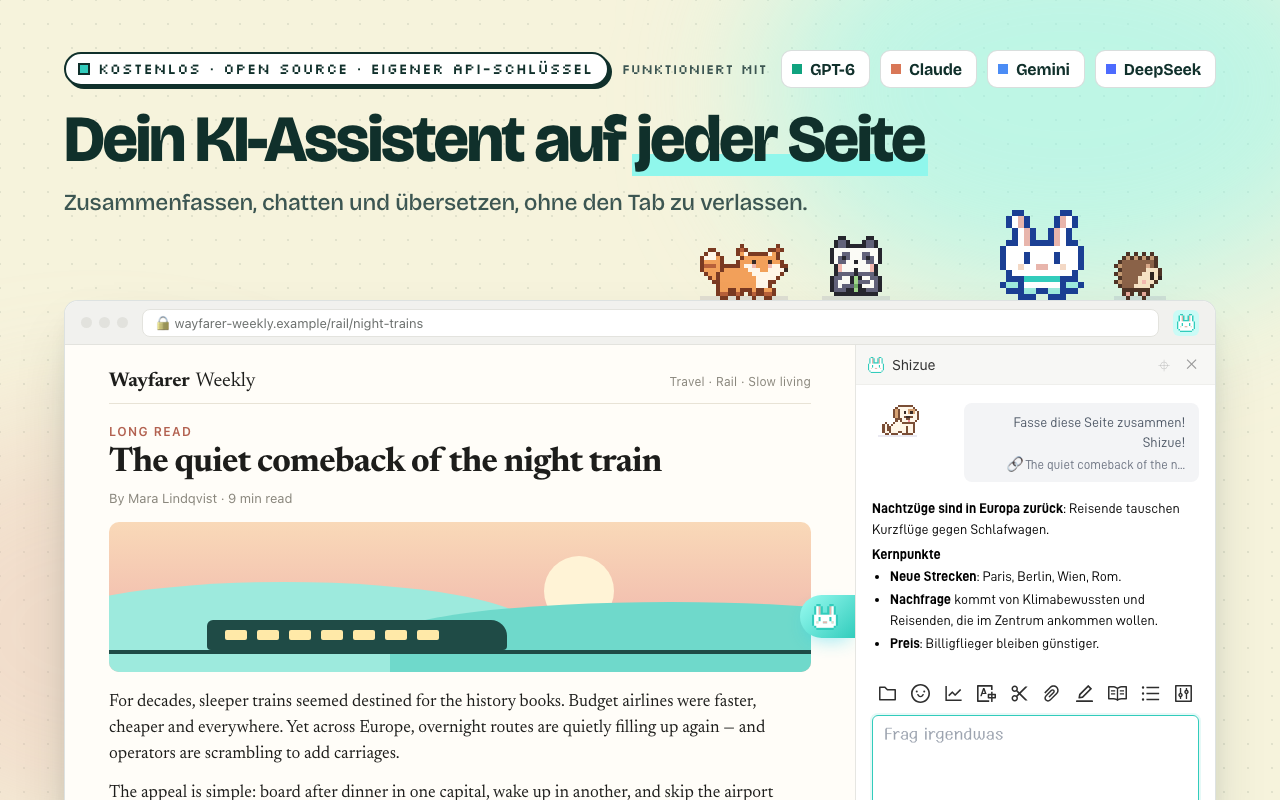 KOSTENLOS · OPEN SOURCE · EIGENER API-SCHLÜSSEL
FUNKTIONIERT MIT
GPT-6
Claude
Gemini
DeepSeek
Dein KI-Assistent auf jeder Seite
Zusammenfassen, chatten und übersetzen, ohne den Tab zu verlassen.
wayfarer-weekly.example/rail/night-trains
Wayfarer Weekly
Travel · Rail · Slow living
LONG READ
The quiet comeback of the night train
By Mara Lindqvist · 9 min read
For decades, sleeper trains seemed destined for the history books. Budget airlines were faster,
cheaper and everywhere. Yet across Europe, overnight routes are quietly filling up again — and
operators are scrambling to add carriages.
The appeal is simple: board after dinner in one capital, wake up in another, and skip the airport
Shizue
Fasse diese Seite zusammen!
Shizue!
The quiet comeback of the n...
Nachtzüge sind in Europa zurück: Reisende tauschen
Kurzflüge gegen Schlafwagen.
Kernpunkte
• Neue Strecken: Paris, Berlin, Wien, Rom.
• Nachfrage kommt von Klimabewussten und
Reisenden, die im Zentrum ankommen wollen.
• Preis: Billigflieger bleiben günstiger.
Frag irgendwas